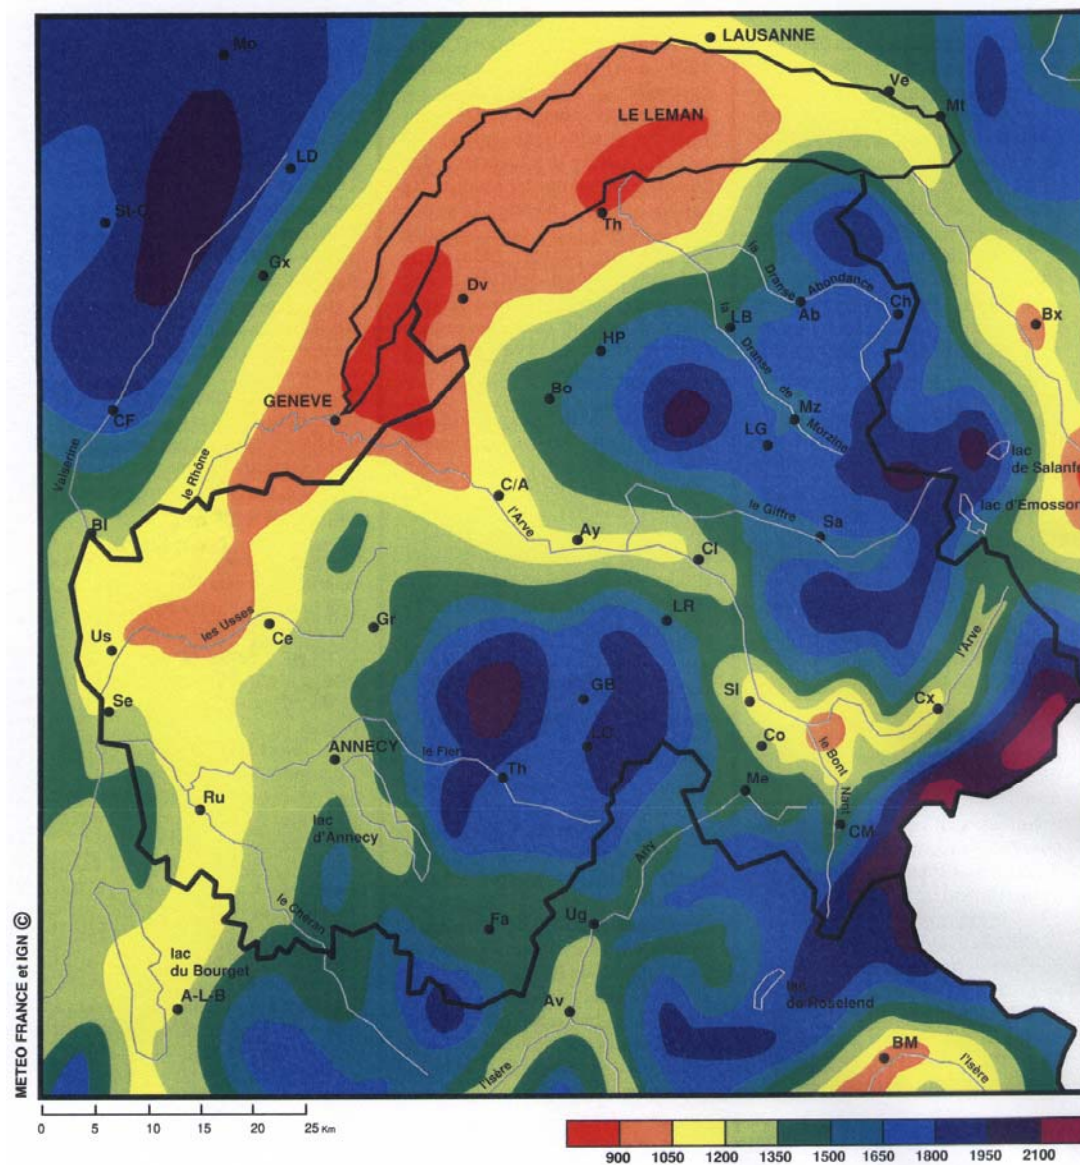 Mo
LAUSANNE
Ve
Mt
LE LEMAN
LD
St-C
Th
Gx
Dv
la
Dranse
Abondance
Ab
Ch
Bx
LB
la
Dranse
de
Morzine
HP
Bo
CF
GENEVE
Mz
LG
Valserine
le Rhône
lac
de Salanfe
lac d'Emosson
C/A
l'Arve
Ay
le Giffre
Sa
Bl
Cl
les Usses
Us
Ce
Gr
LR
l'Arve
Se
GB
Sl
Cx
ANNECY
le Fier
LC
Co
le Bont
Nant
Th
Me
Ru
lac
d'Annecy
CM
Arly
le Chéran
Fa
Ug
lac
du Bourget
A-L-B
Av
lac
de Roselend
BM
l'Isère
l'Isère
METEO FRANCE et IGN ©
0 5 10 15 20 25 Km
900 1050 1200 1350 1500 1650 1800 1950 2100